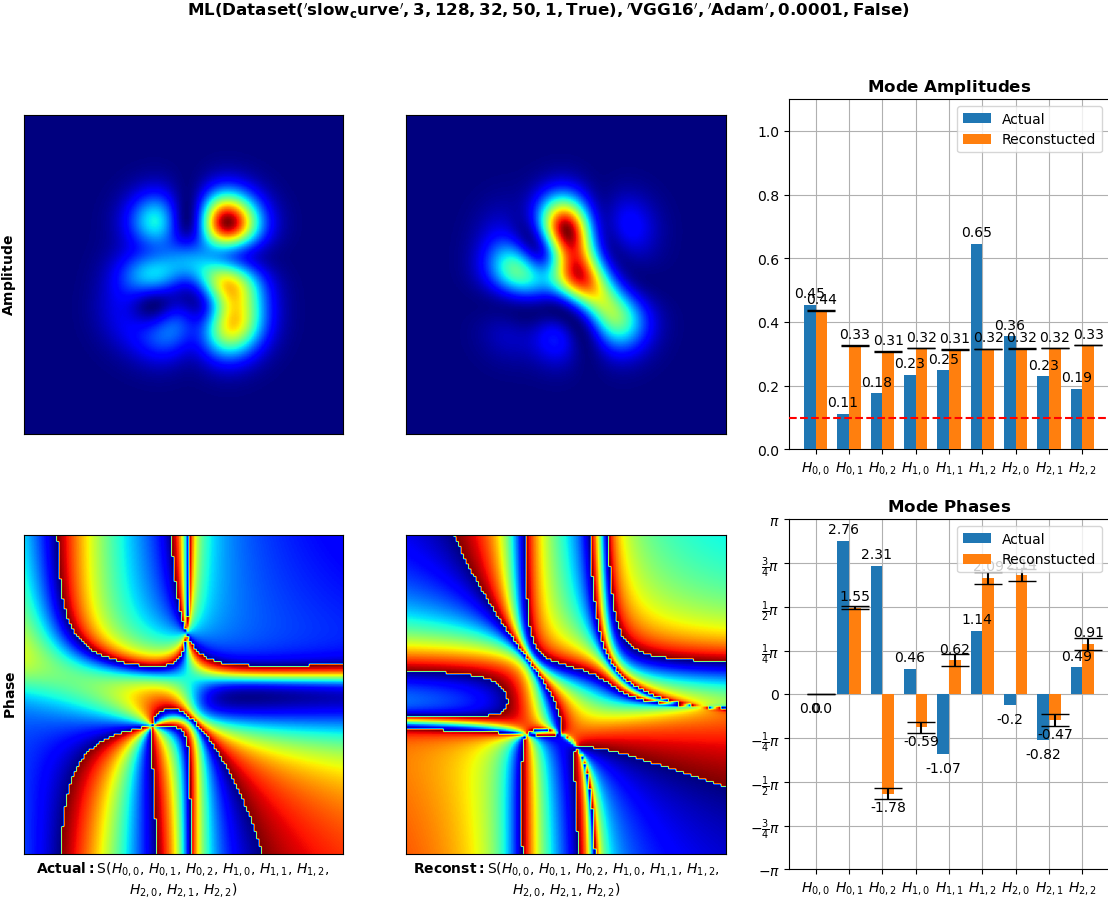 ML(Dataset('slow_curve', 3, 128, 32, 50, 1, True), 'VGG16', 'Adam', 0.0001, False)
Amplitude
Mode Amplitudes
Actual
Reconstucted
1.0
0.8
0.6
0.4
0.2
0.0
0.45
0.44
0.11
0.33
0.18
0.31
0.23
0.32
0.25
0.31
0.65
0.32
0.36
0.32
0.23
0.32
0.19
0.33
H0,0 H0,1 H0,2 H1,0 H1,1 H1,2 H2,0 H2,1 H2,2
Phase
Actual: S(H0,0, H0,1, H0,2, H1,0, H1,1, H1,2,
H2,0, H2,1, H2,2)
Reconst: S(H0,0, H0,1, H0,2, H1,0, H1,1, H1,2,
H2,0, H2,1, H2,2)
Mode Phases
Actual
Reconstucted
π
3/4π
1/2π
1/4π
0
−1/4π
−1/2π
−3/4π
−π
0.0
0.0
2.76
1.55
2.31
-1.78
0.46
-0.59
-1.07
0.62
1.14
2.09
-0.2
-0.82
-0.47
0.49
0.91
H0,0 H0,1 H0,2 H1,0 H1,1 H1,2 H2,0 H2,1 H2,2